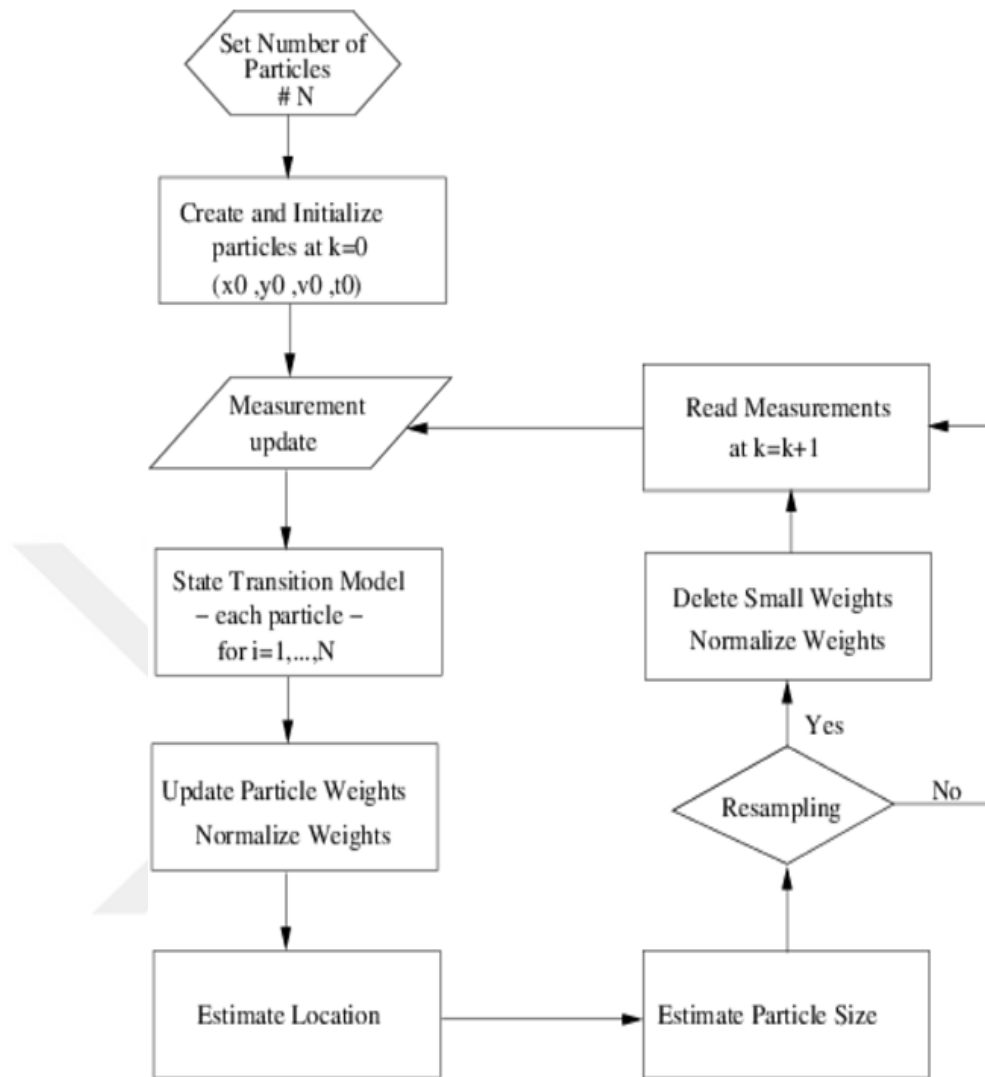 Set Number of
Particles
# N
Create and Initialize
particles at k=0
(x0 ,y0 ,v0 ,t0)
Measurement
update
State Transition Model
– each particle –
for i=1,...,N
Update Particle Weights
Normalize Weights
Estimate Location
Estimate Particle Size
Resampling
Yes
No
Delete Small Weights
Normalize Weights
Read Measurements
at k=k+1